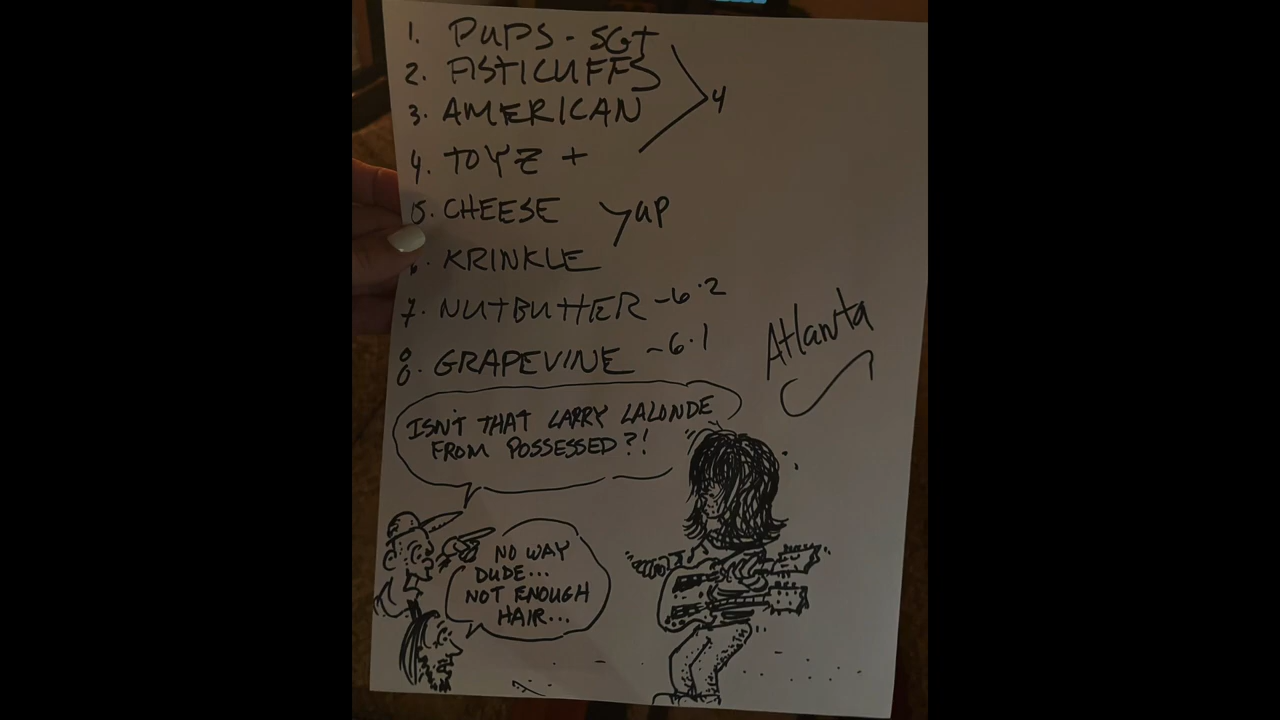 1. PUPS - SGT
2. FISTICUFFS
3. AMERICAN
4
4. TOYZ +
5. CHEESE YUP
6. KRINKLE
7. NUTBUTTER - 6.2
8. GRAPEVINE - 6.1
Atlanta
ISN'T THAT LARRY LALONDE
FROM POSSESSED?!
NO WAY
DUDE...
NOT ENOUGH
HAIR...